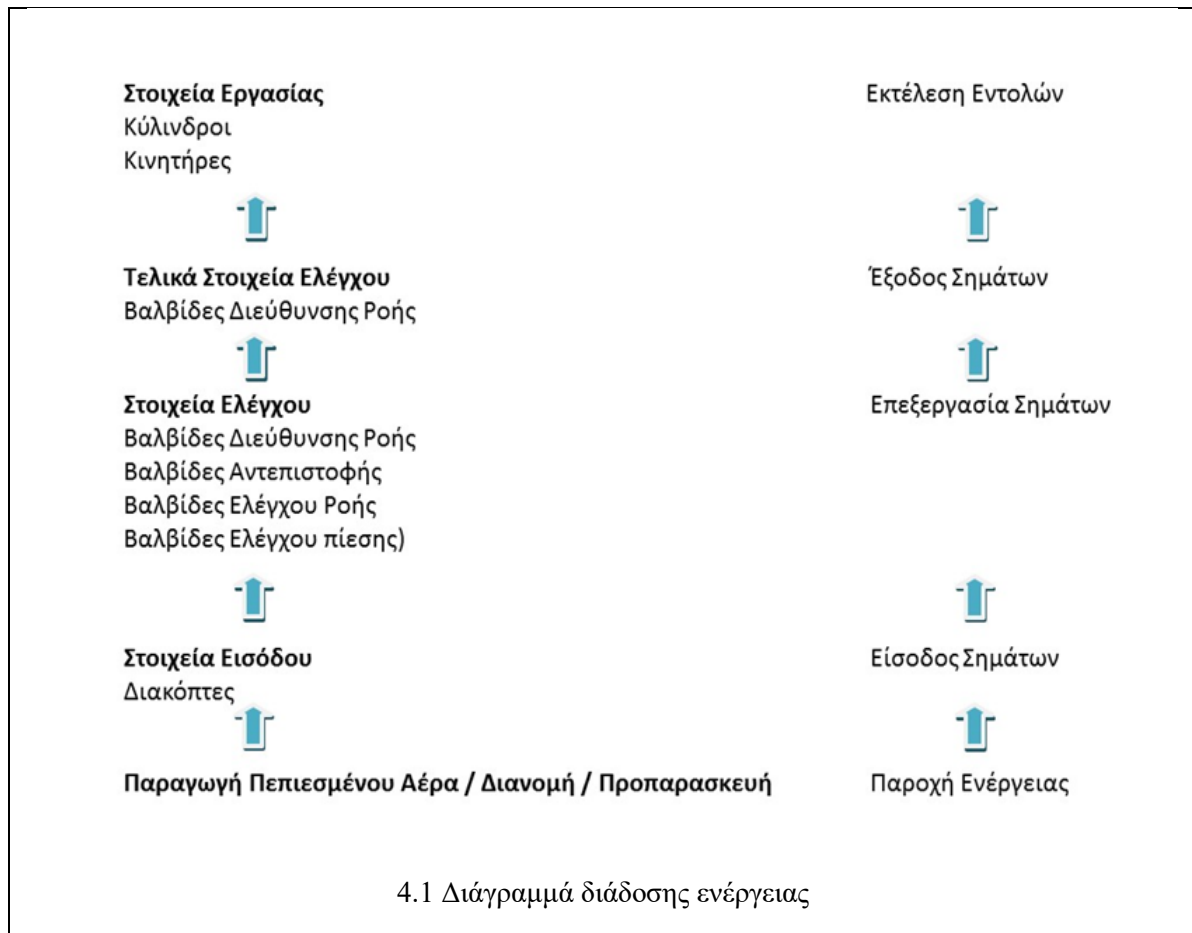 Στοιχεία Εργασίας
Κύλινδροι
Κινητήρες
Εκτέλεση Εντολών
Τελικά Στοιχεία Ελέγχου
Βαλβίδες Διεύθυνσης Ροής
Έξοδος Σημάτων
Στοιχεία Ελέγχου
Βαλβίδες Διεύθυνσης Ροής
Βαλβίδες Αντεπιστοφής
Βαλβίδες Ελέγχου Ροής
Βαλβίδες Ελέγχου πίεσης)
Επεξεργασία Σημάτων
Στοιχεία Εισόδου
Διακόπτες
Είσοδος Σημάτων
Παραγωγή Πεπιεσμένου Αέρα / Διανομή / Προπαρασκευή
Παροχή Ενέργειας
4.1 Διάγραμμά διάδοσης ενέργειας